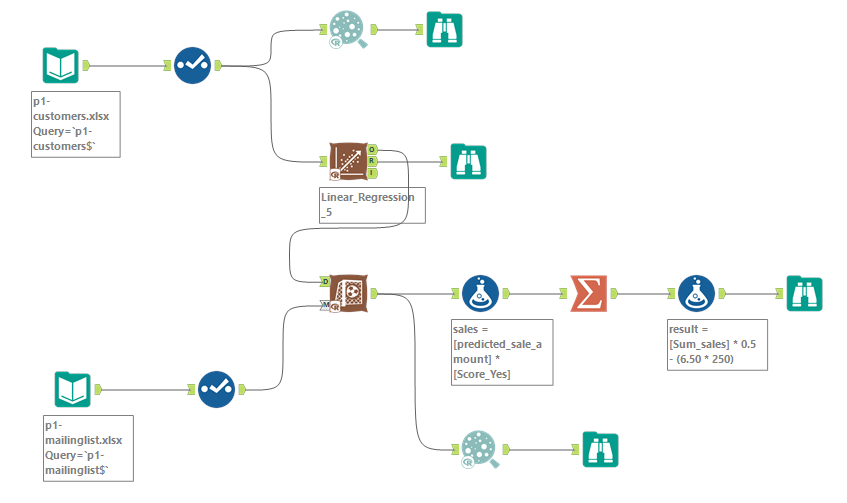 p1-
customers.xlsx
Query=`p1-
customers$`
R
O
R
I
R
Linear_Regression
_5
D
M
R
Σ
sales =
[predicted_sale_a
mount] *
[Score_Yes]
result =
[Sum_sales] * 0.5
- (6.50 * 250)
p1-
mailinglist.xlsx
Query=`p1-
mailinglist$`
R